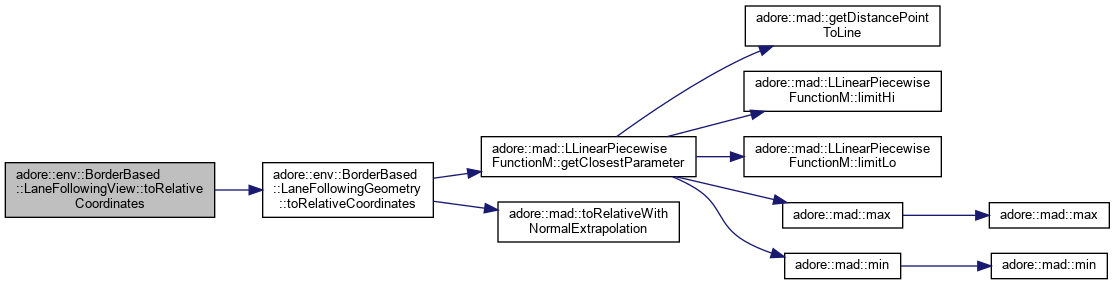 adore::env::BorderBased
::LaneFollowingView::toRelative
Coordinates
adore::env::BorderBased
::LaneFollowingGeometry
::toRelativeCoordinates
adore::mad::LLinearPiecewise
FunctionM::getClosestParameter
adore::mad::toRelativeWith
NormalExtrapolation
adore::mad::getDistancePoint
ToLine
adore::mad::LLinearPiecewise
FunctionM::limitHi
adore::mad::LLinearPiecewise
FunctionM::limitLo
adore::mad::max
adore::mad::max
adore::mad::min
adore::mad::min